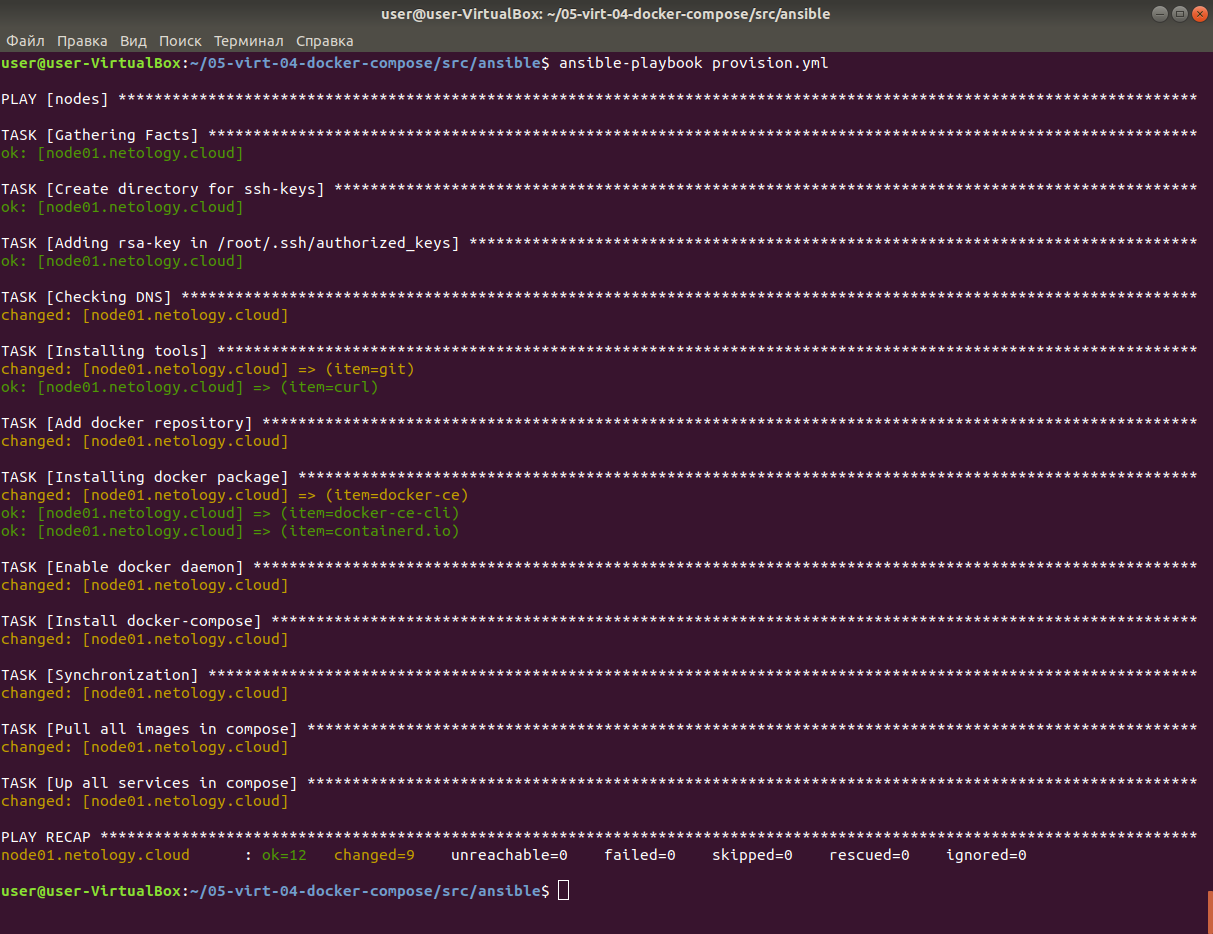 user@user-VirtualBox: ~/05-virt-04-docker-compose/src/ansible
Файл Правка Вид Поиск Терминал Справка
user@user-VirtualBox:~/05-virt-04-docker-compose/src/ansible$ ansible-playbook provision.yml
PLAY [nodes] ************************************************************************************************************************
TASK [Gathering Facts] **************************************************************************************************************
ok: [node01.netology.cloud]
TASK [Create directory for ssh-keys] ************************************************************************************************
ok: [node01.netology.cloud]
TASK [Adding rsa-key in /root/.ssh/authorized_keys] *********************************************************************************
ok: [node01.netology.cloud]
TASK [Checking DNS] *****************************************************************************************************************
changed: [node01.netology.cloud]
TASK [Installing tools] *************************************************************************************************************
changed: [node01.netology.cloud] => (item=git)
ok: [node01.netology.cloud] => (item=curl)
TASK [Add docker repository] ********************************************************************************************************
changed: [node01.netology.cloud]
TASK [Installing docker package] ****************************************************************************************************
changed: [node01.netology.cloud] => (item=docker-ce)
ok: [node01.netology.cloud] => (item=docker-ce-cli)
ok: [node01.netology.cloud] => (item=containerd.io)
TASK [Enable docker daemon] *********************************************************************************************************
changed: [node01.netology.cloud]
TASK [Install docker-compose] *******************************************************************************************************
changed: [node01.netology.cloud]
TASK [Synchronization] **************************************************************************************************************
changed: [node01.netology.cloud]
TASK [Pull all images in compose] ***************************************************************************************************
changed: [node01.netology.cloud]
TASK [Up all services in compose] ***************************************************************************************************
changed: [node01.netology.cloud]
PLAY RECAP **************************************************************************************************************************
node01.netology.cloud      : ok=12   changed=9    unreachable=0    failed=0    skipped=0    rescued=0    ignored=0
user@user-VirtualBox:~/05-virt-04-docker-compose/src/ansible$